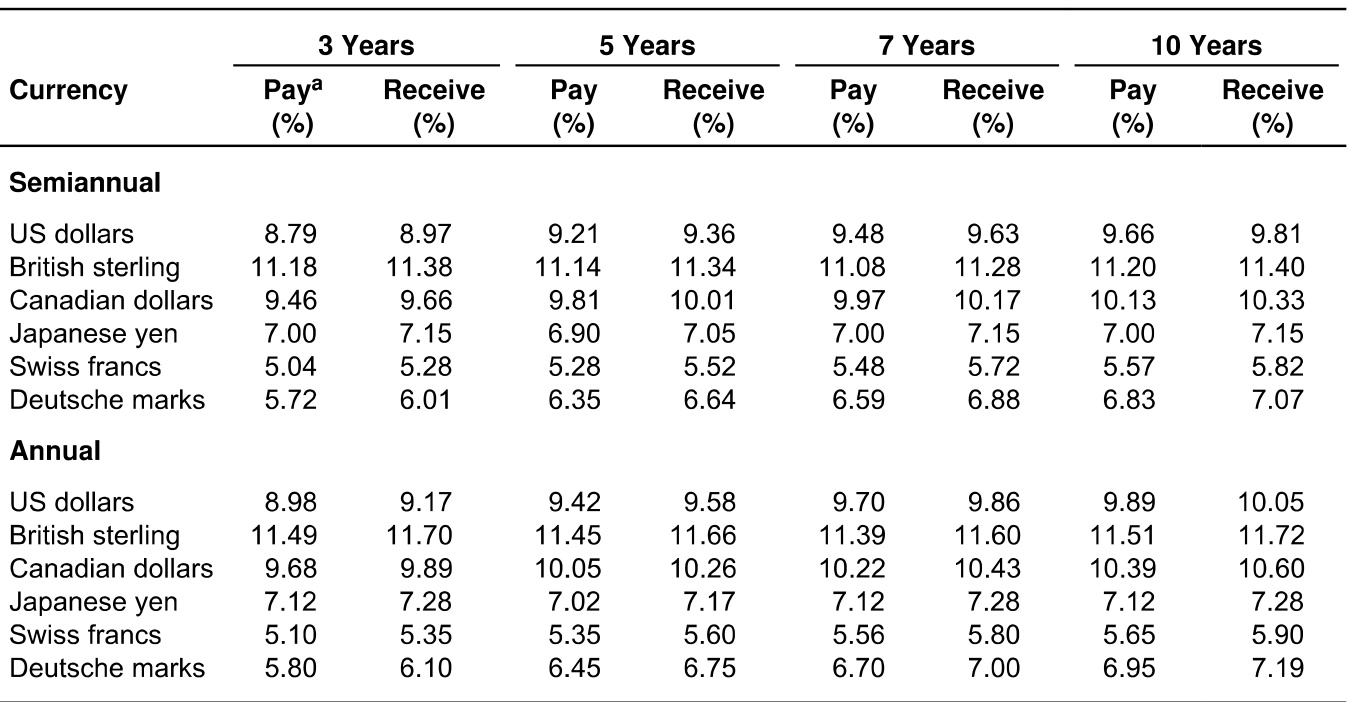 3 Years 5 Years 7 Years 10 Years
Currency Payᵃ Receive Pay Receive Pay Receive Pay Receive
(%) (%) (%) (%) (%) (%) (%) (%)
Semiannual
US dollars 8.79 8.97 9.21 9.36 9.48 9.63 9.66 9.81
British sterling 11.18 11.38 11.14 11.34 11.08 11.28 11.20 11.40
Canadian dollars 9.46 9.66 9.81 10.01 9.97 10.17 10.13 10.33
Japanese yen 7.00 7.15 6.90 7.05 7.00 7.15 7.00 7.15
Swiss francs 5.04 5.28 5.28 5.52 5.48 5.72 5.57 5.82
Deutsche marks 5.72 6.01 6.35 6.64 6.59 6.88 6.83 7.07
Annual
US dollars 8.98 9.17 9.42 9.58 9.70 9.86 9.89 10.05
British sterling 11.49 11.70 11.45 11.66 11.39 11.60 11.51 11.72
Canadian dollars 9.68 9.89 10.05 10.26 10.22 10.43 10.39 10.60
Japanese yen 7.12 7.28 7.02 7.17 7.12 7.28 7.12 7.28
Swiss francs 5.10 5.35 5.35 5.60 5.56 5.80 5.65 5.90
Deutsche marks 5.80 6.10 6.45 6.75 6.70 7.00 6.95 7.19